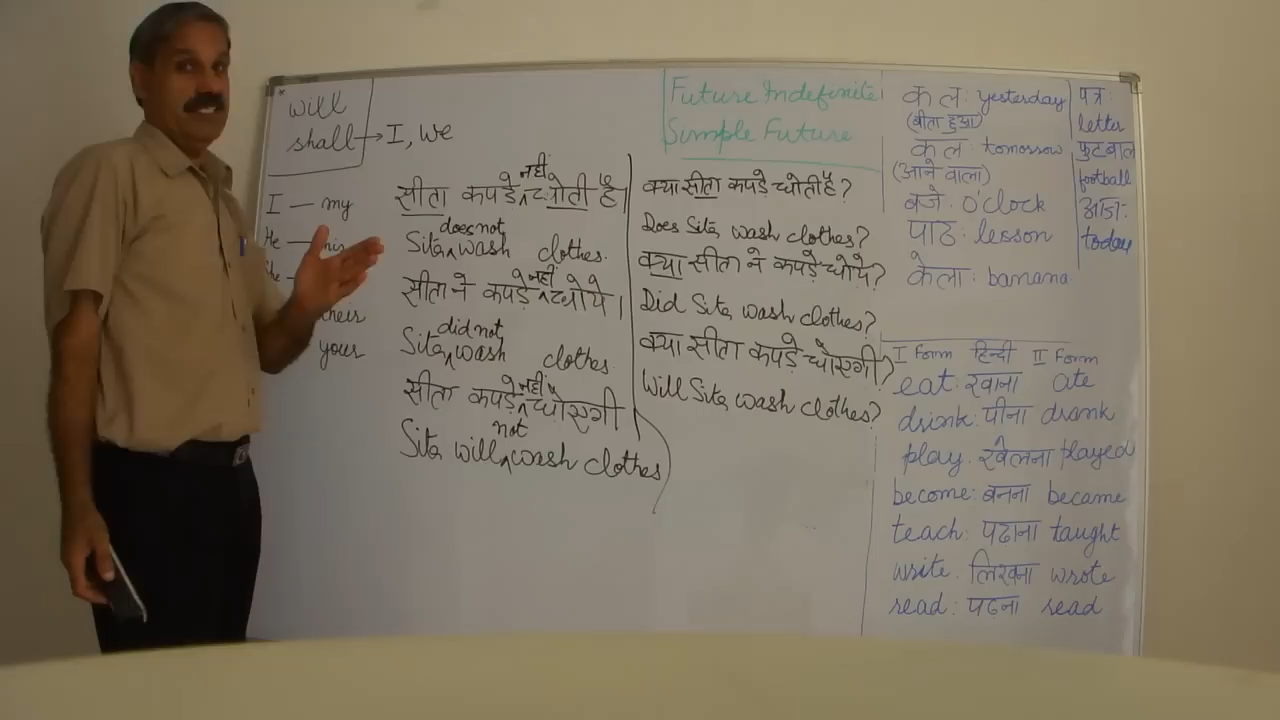 will
shall → I, We
I — my
He — his
their
your
Future Indefinite
Simple Future
सीता कपड़े नहीं धोती है।
Sita does not wash clothes.
सीता ने कपड़े नहीं धोये।
Sita did not wash clothes.
सीता कपड़े नहीं धोएगी
Sita will not wash clothes
क्या सीता कपड़े धोती है?
Does Sita wash clothes?
क्या सीता ने कपड़े धोये?
Did Sita wash clothes?
क्या सीता कपड़े धोएगी?
Will Sita wash clothes?
कल: yesterday
(बीता हुआ)
कल: tomorrow
(आने वाला)
बजे: o'clock
पाठ: lesson
केला: banana
पत्र:
letter
फुटबाल
football
आज:
today
I Form हिन्दी II Form
eat: खाना ate
drink: पीना drank
play. खेलना played
become: बनना became
teach: पढाना taught
write. लिखना wrote
read: पढ़ना read